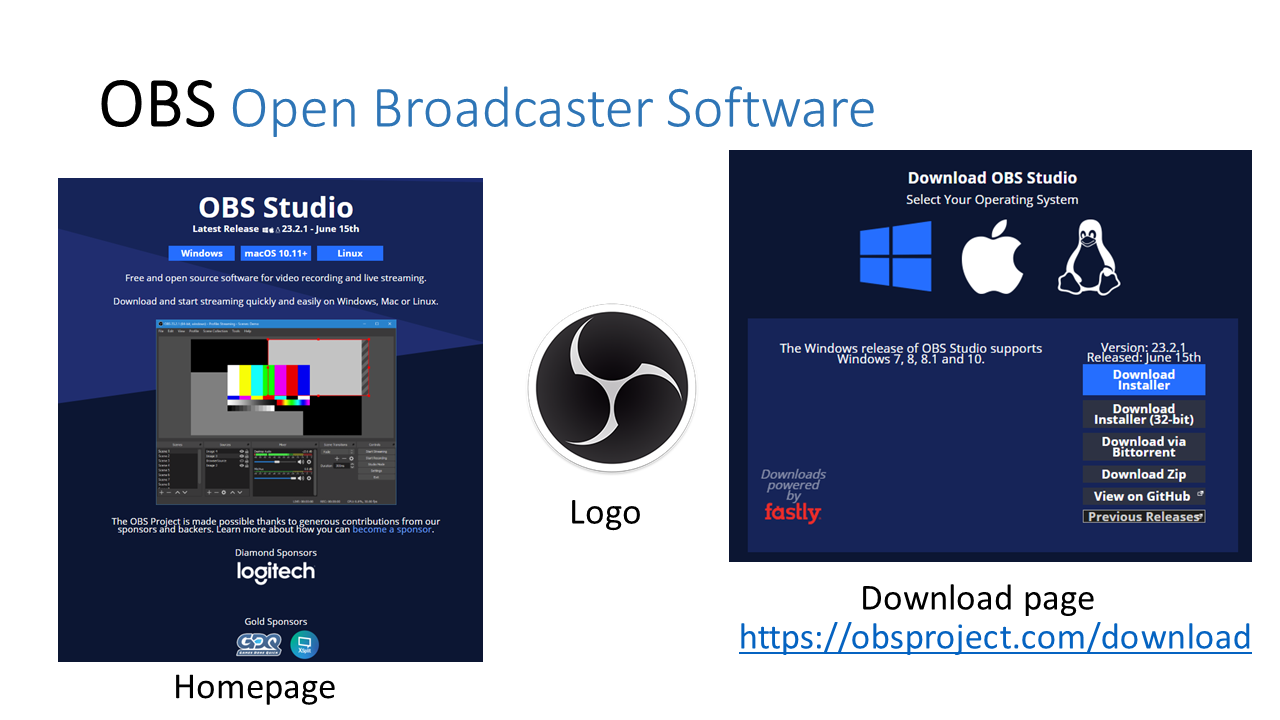 OBS Open Broadcaster Software
OBS Studio
Latest Release 23.2.1 - June 15th
Windows macOS 10.11+ Linux
Free and open source software for video recording and live streaming.
Download and start streaming quickly and easily on Windows, Mac or Linux.
The OBS Project is made possible thanks to generous contributions from our
sponsors and backers. Learn more about how you can become a sponsor.
Diamond Sponsors
logitech
Gold Sponsors
Homepage
Logo
Download OBS Studio
Select Your Operating System
The Windows release of OBS Studio supports
Windows 7, 8, 8.1 and 10.
Version: 23.2.1
Released: June 15th
Download
Installer
Download
Installer (32-bit)
Download via
Bittorrent
Download Zip
View on GitHub
Previous Releases
Downloads
powered
by
fastly
Download page
https://obsproject.com/download